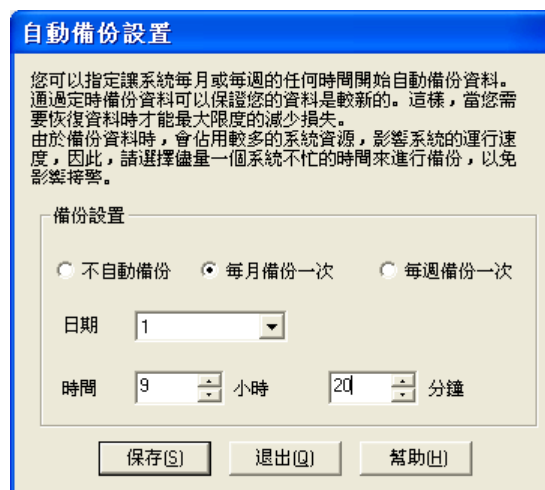 自動備份設置
您可以指定讓系統每月或每週的任何時間開始自動備份資料。
通過定時備份資料可以保證您的資料是較新的。這樣，當您需
要恢復資料時才能最大限度的減少損失。
由於備份資料時，會佔用較多的系統資源，影響系統的運行速
度，因此，請選擇儘量一個系統不忙的時間來進行備份，以免
影響接警。
備份設置
不自動備份 每月備份一次 每週備份一次
日期 1
時間 9 小時 20 分鐘
保存(S) 退出(Q) 幫助(H)